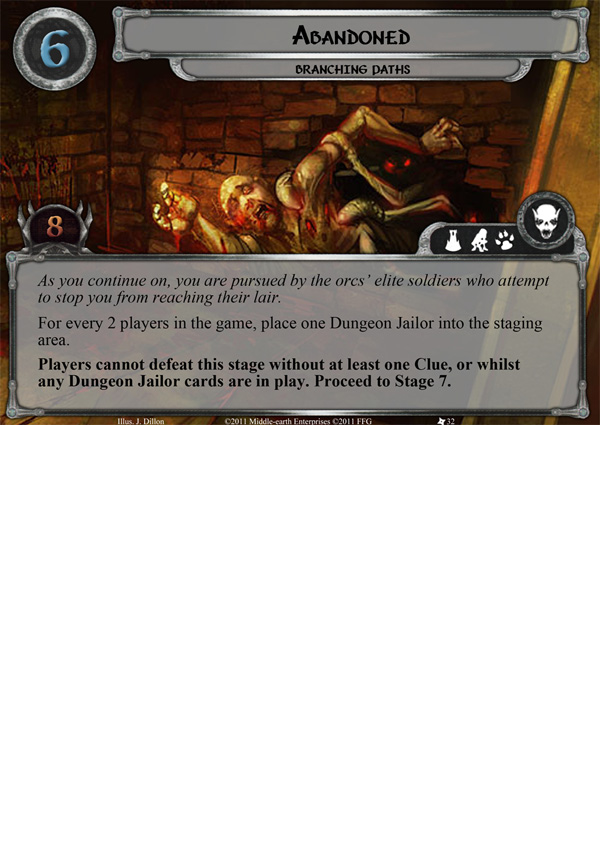 6
Abandoned
Branching Paths
8
As you continue on, you are pursued by the orcs' elite soldiers who attempt
to stop you from reaching their lair.
For every 2 players in the game, place one Dungeon Jailor into the staging
area.
Players cannot defeat this stage without at least one Clue, or whilst
any Dungeon Jailor cards are in play. Proceed to Stage 7.
Illus. J. Dillon ©2011 Middle-earth Enterprises ©2011 FFG 32